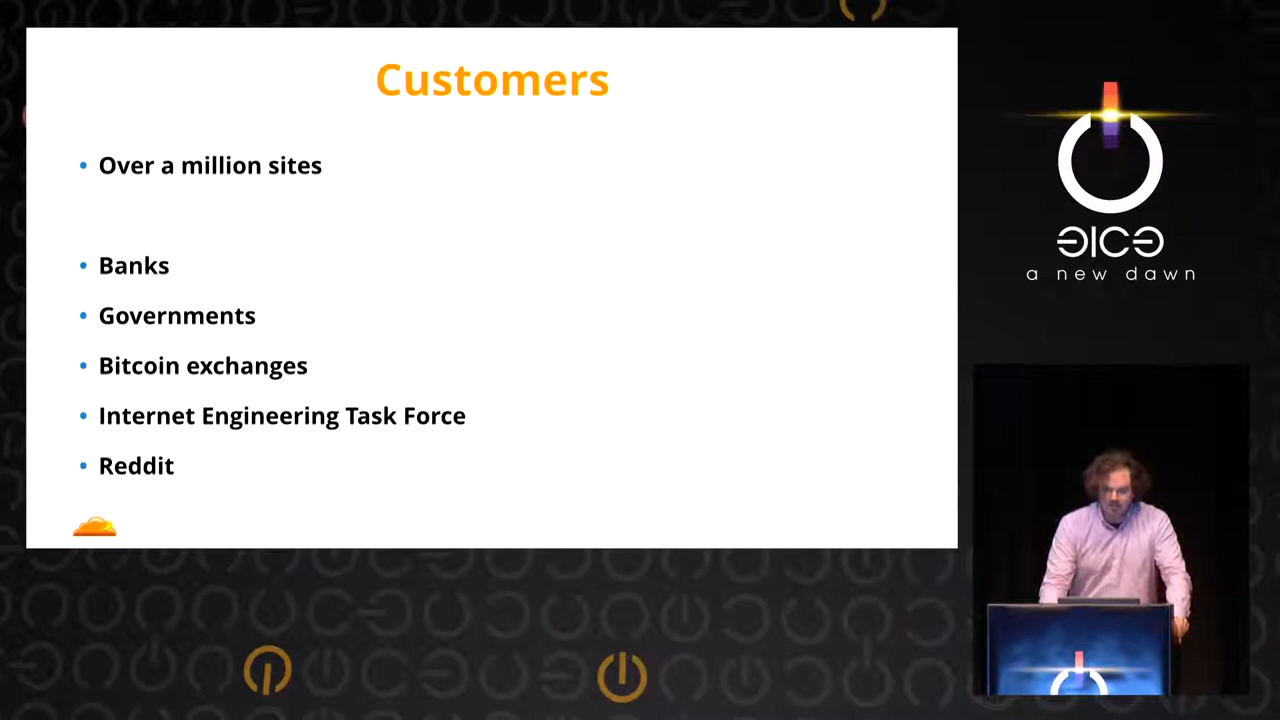 Customers
Over a million sites
Banks
Governments
Bitcoin exchanges
Internet Engineering Task Force
Reddit
a new dawn